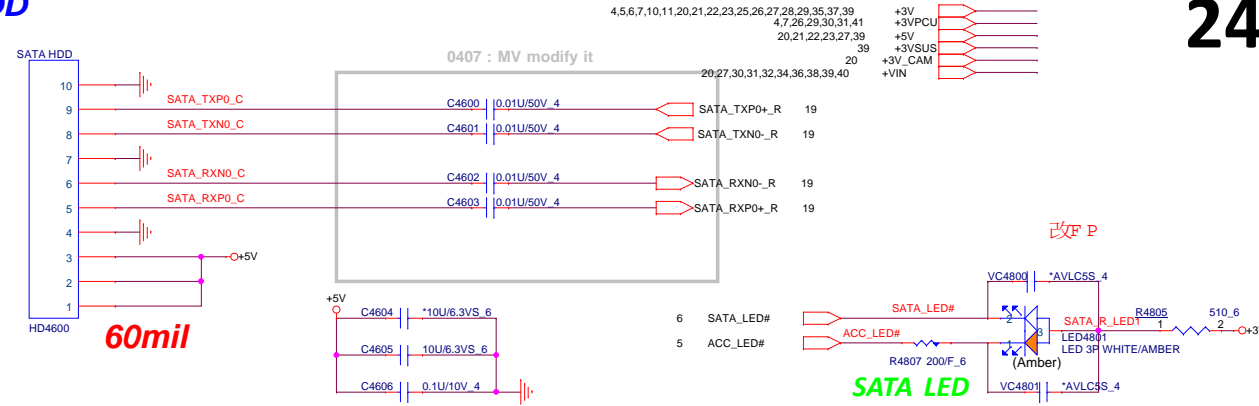 DD
24
4,5,6,7,10,11,20,21,22,23,25,26,27,28,29,35,37,39 +3V
4,7,26,29,30,31,41 +3VPCU
20,21,22,23,27,39 +5V
39 +3VSUS
20 +3V_CAM
20,27,30,31,32,34,36,38,39,40 +VIN
SATA HDD
0407 : MV modify it
10
9 SATA_TXP0_C C4600 0.01U/50V_4 SATA_TXP0+_R 19
8 SATA_TXN0_C C4601 0.01U/50V_4 SATA_TXN0-_R 19
7
6 SATA_RXN0_C C4602 0.01U/50V_4 SATA_RXN0-_R 19
5 SATA_RXP0_C C4603 0.01U/50V_4 SATA_RXP0+_R 19
4
3 +5V
2
1
HD4600
60mil
+5V
C4604 *10U/6.3VS_6
C4605 10U/6.3VS_6
C4606 0.1U/10V_4
改F P
VC4800 *AVLC5S_4
6 SATA_LED# SATA_LED# 2
5 ACC_LED# ACC_LED# 1
R4807 200/F_6
3 SATA_R_LED1
R4805 510_6
1 2 +3
LED4801
LED 3P WHITE/AMBER
(Amber)
SATA LED
VC4801 *AVLC5S_4